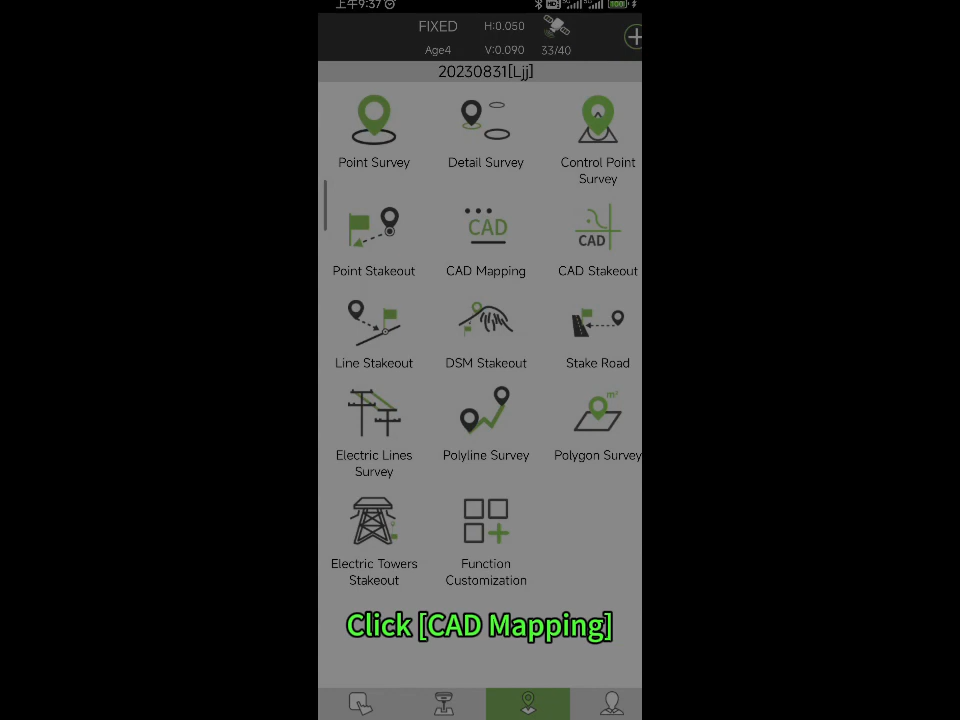 上午9:37
FIXED H:0.050
Age4 V:0.090 33/40
20230831[Ljj]
Point Survey
Detail Survey
Control Point
Survey
Point Stakeout
CAD
CAD Mapping
CAD
CAD Stakeout
Line Stakeout
DSM Stakeout
Stake Road
Electric Lines
Survey
Polyline Survey
m²
Polygon Survey
Electric Towers
Stakeout
Function
Customization
Click [CAD Mapping]